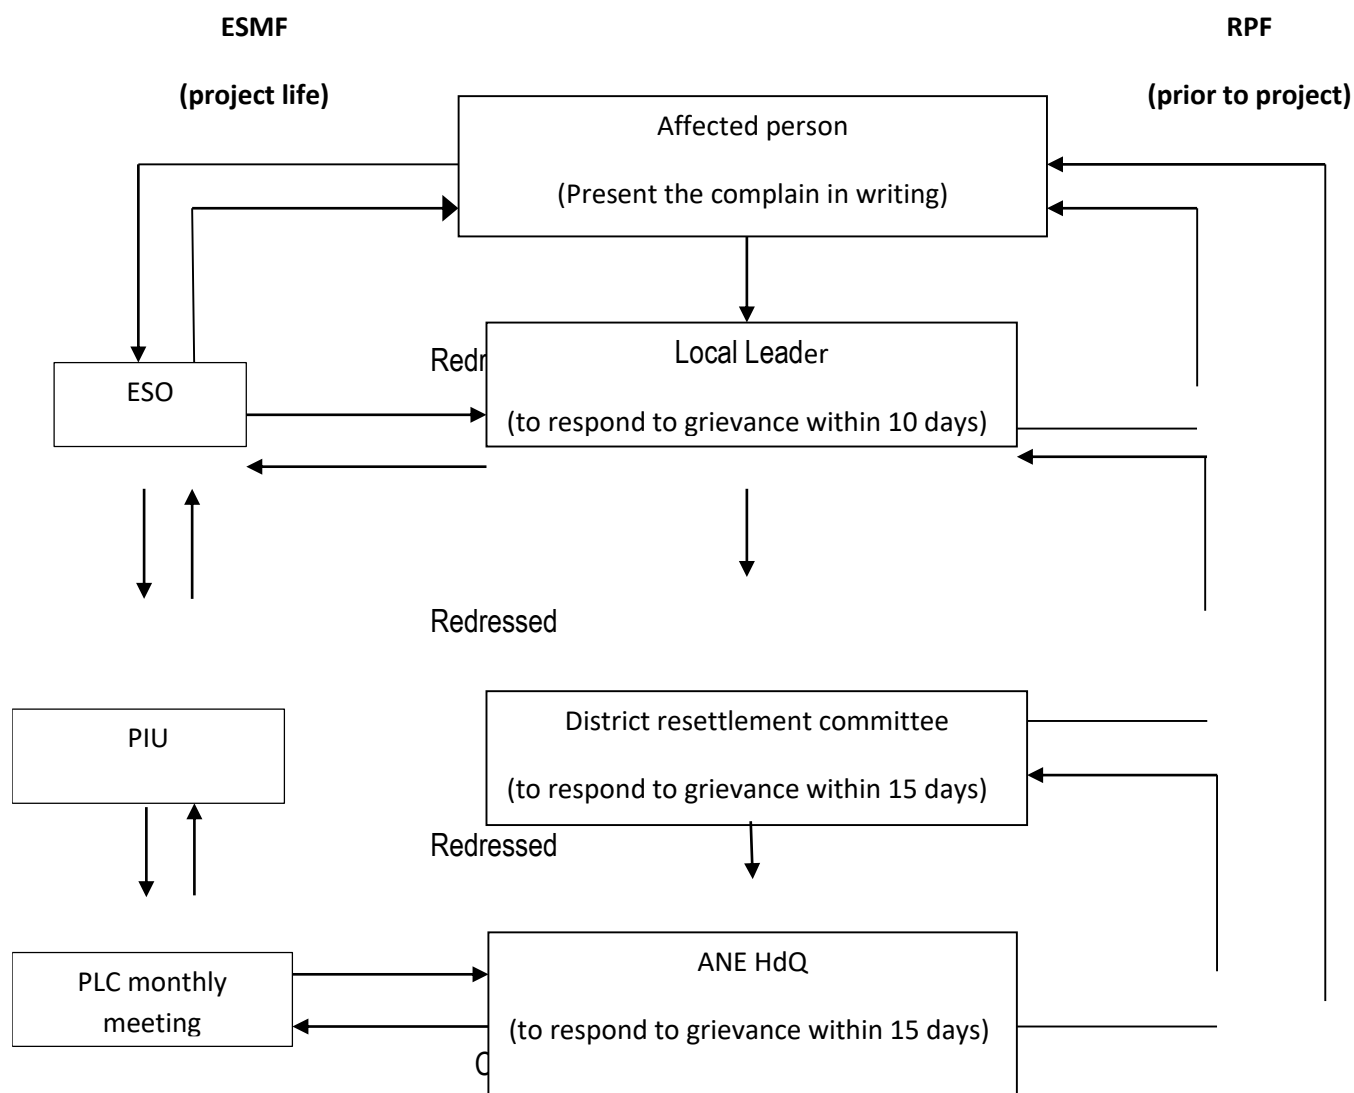 ESMF
RPF
(project life)
(prior to project)
Affected person
(Present the complain in writing)
Local Leader
(to respond to grievance within 10 days)
ESO
Redressed
District resettlement committee
(to respond to grievance within 15 days)
PIU
Redressed
ANE HdQ
(to respond to grievance within 15 days)
PLC monthly
meeting